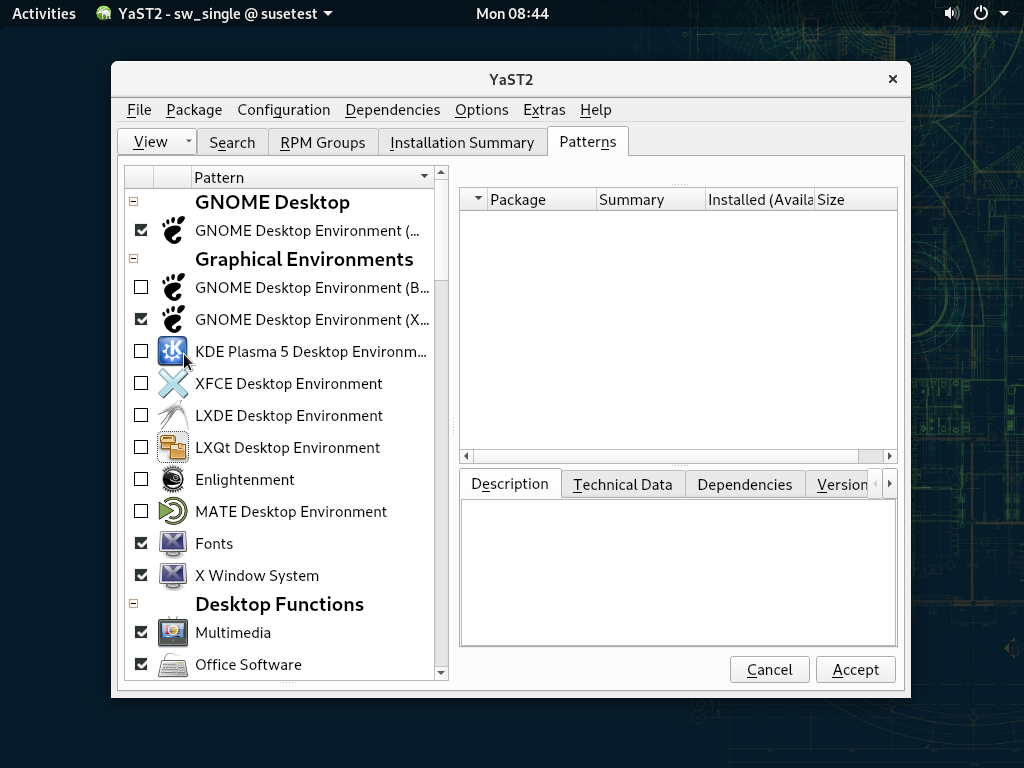 Activities YaST2 - sw_single @ susetest Mon 08:44
YaST2
File Package Configuration Dependencies Options Extras Help
View Search RPM Groups Installation Summary Patterns
Pattern
GNOME Desktop
GNOME Desktop Environment (...
Graphical Environments
GNOME Desktop Environment (B...
GNOME Desktop Environment (X...
KDE Plasma 5 Desktop Environm...
XFCE Desktop Environment
LXDE Desktop Environment
LXQt Desktop Environment
Enlightenment
MATE Desktop Environment
Fonts
X Window System
Desktop Functions
Multimedia
Office Software
Package Summary Installed (Availa Size
Description Technical Data Dependencies Version
Cancel Accept